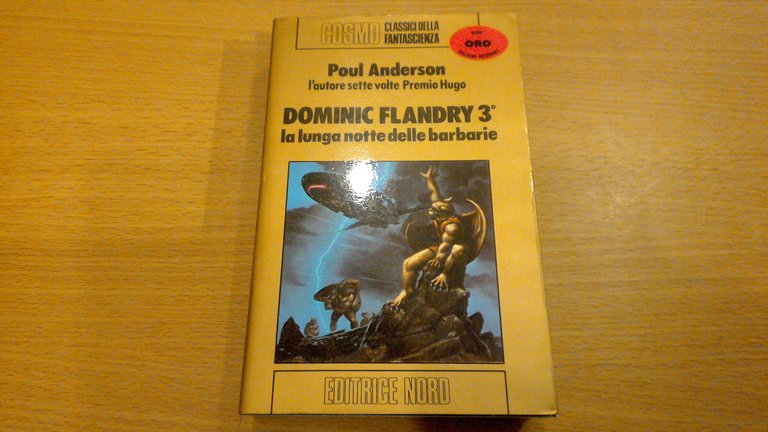 COSMO CLASSICI DELLA
FANTASCIENZA
SERIE
ORO
Poul Anderson
l'autore sette volte Premio Hugo
DOMINIC FLANDRY 3°
la lunga notte delle barbarie
EDITRICE NORD